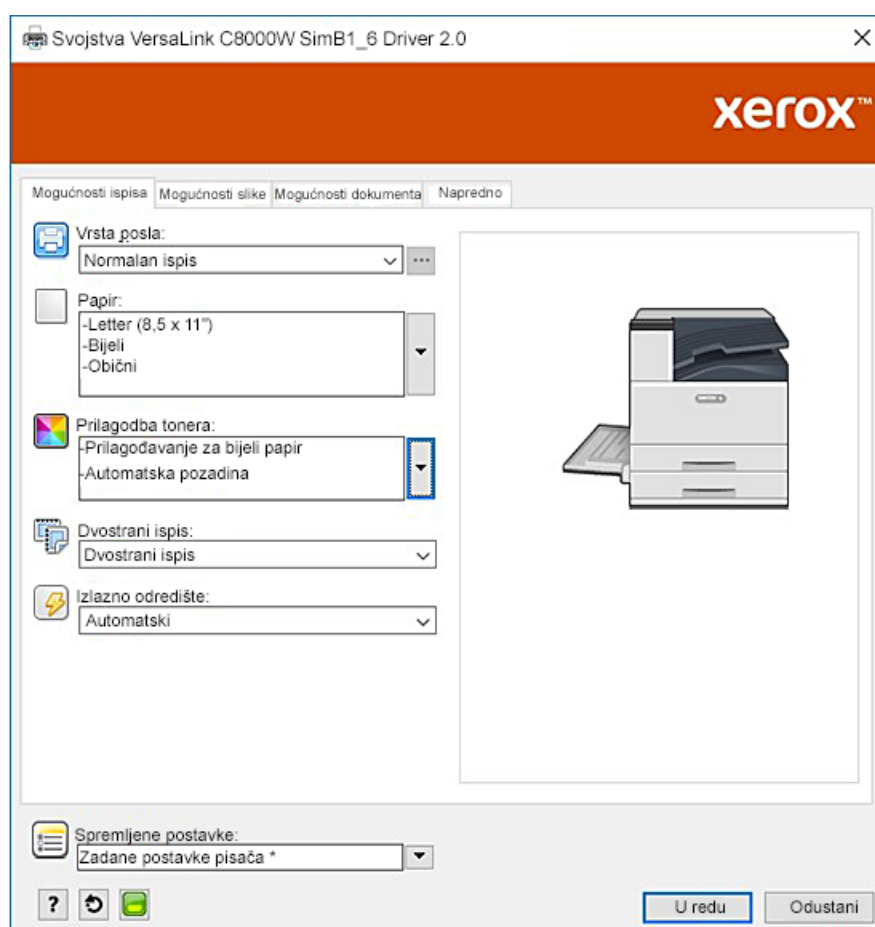 Svojstva VersaLink C8000W SimB1_6 Driver 2.0
xerox™
Mogućnosti ispisa Mogućnosti slike Mogućnosti dokumenta Napredno
Vrsta posla:
Normalan ispis
Papir:
-Letter (8,5 x 11")
-Bijeli
-Obični
Prilagodba tonera:
-Prilagođavanje za bijeli papir
-Automatska pozadina
Dvostrani ispis:
Dvostrani ispis
Izlazno odredište:
Automatski
Spremljene postavke:
Zadane postavke pisača *
U redu Odustani